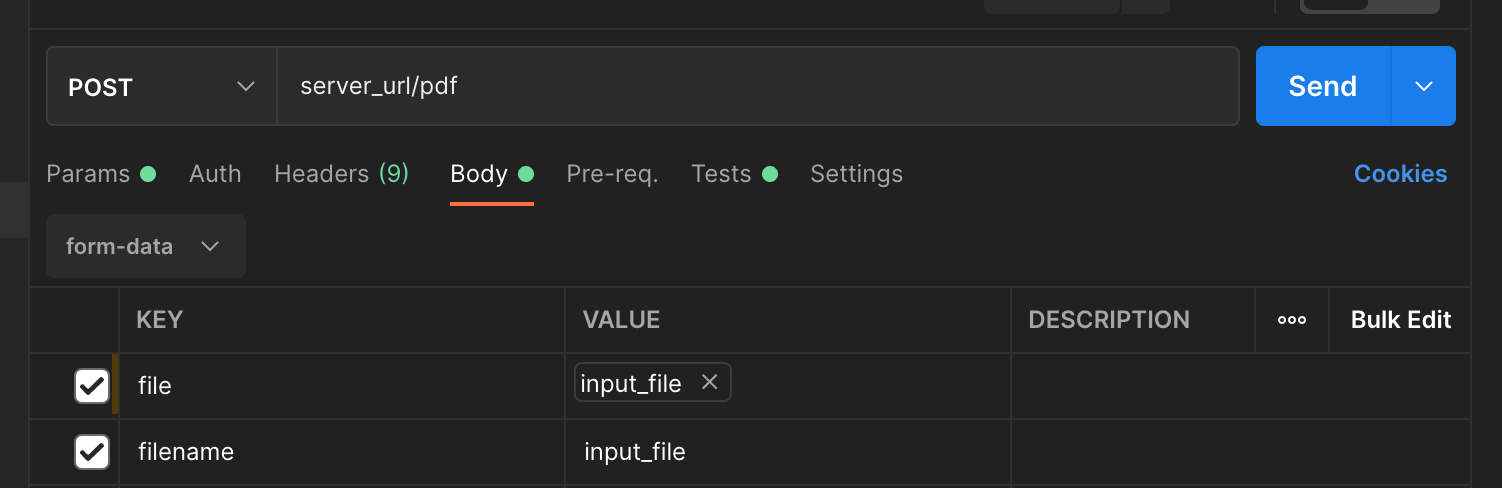 POST server_url/pdf Send
Params Auth Headers (9) Body Pre-req. Tests Settings Cookies
form-data
KEY VALUE DESCRIPTION ooo Bulk Edit
file input_file
filename input_file